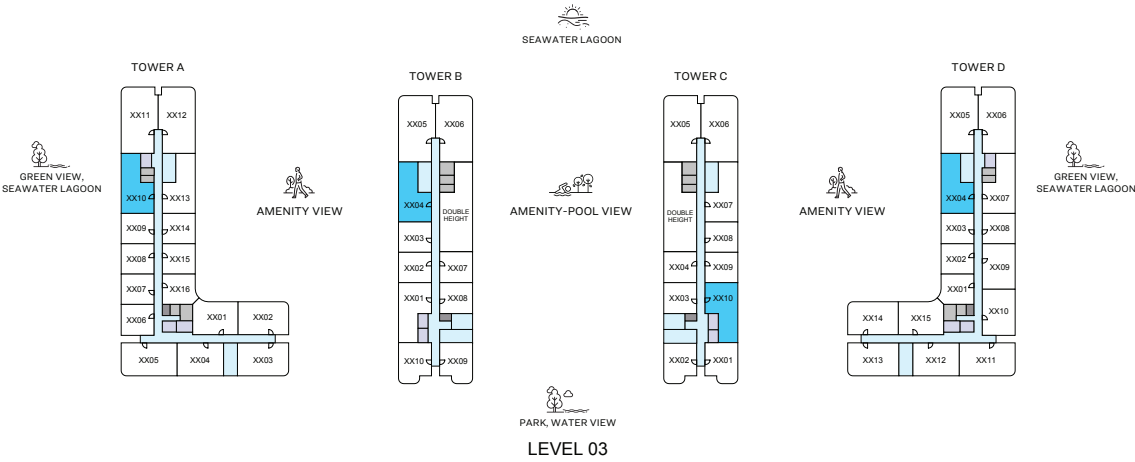 SEAWATER LAGOON
TOWER A
TOWER B
TOWER C
TOWER D
GREEN VIEW,
SEAWATER LAGOON
XX11
XX12
XX10
XX13
XX09
XX14
XX08
XX15
XX07
XX16
XX06
XX01
XX02
XX05
XX04
XX03
AMENITY VIEW
XX05
XX06
XX04
DOUBLE
HEIGHT
XX03
XX02
XX07
XX01
XX08
XX10
XX09
AMENITY-POOL VIEW
XX05
XX06
XX07
DOUBLE
HEIGHT
XX08
XX04
XX09
XX03
XX10
XX02
XX01
AMENITY VIEW
XX05
XX06
XX04
XX07
XX03
XX08
XX02
XX09
XX01
XX10
XX14
XX15
XX13
XX12
XX11
GREEN VIEW,
SEAWATER LAGOON
PARK, WATER VIEW
LEVEL 03